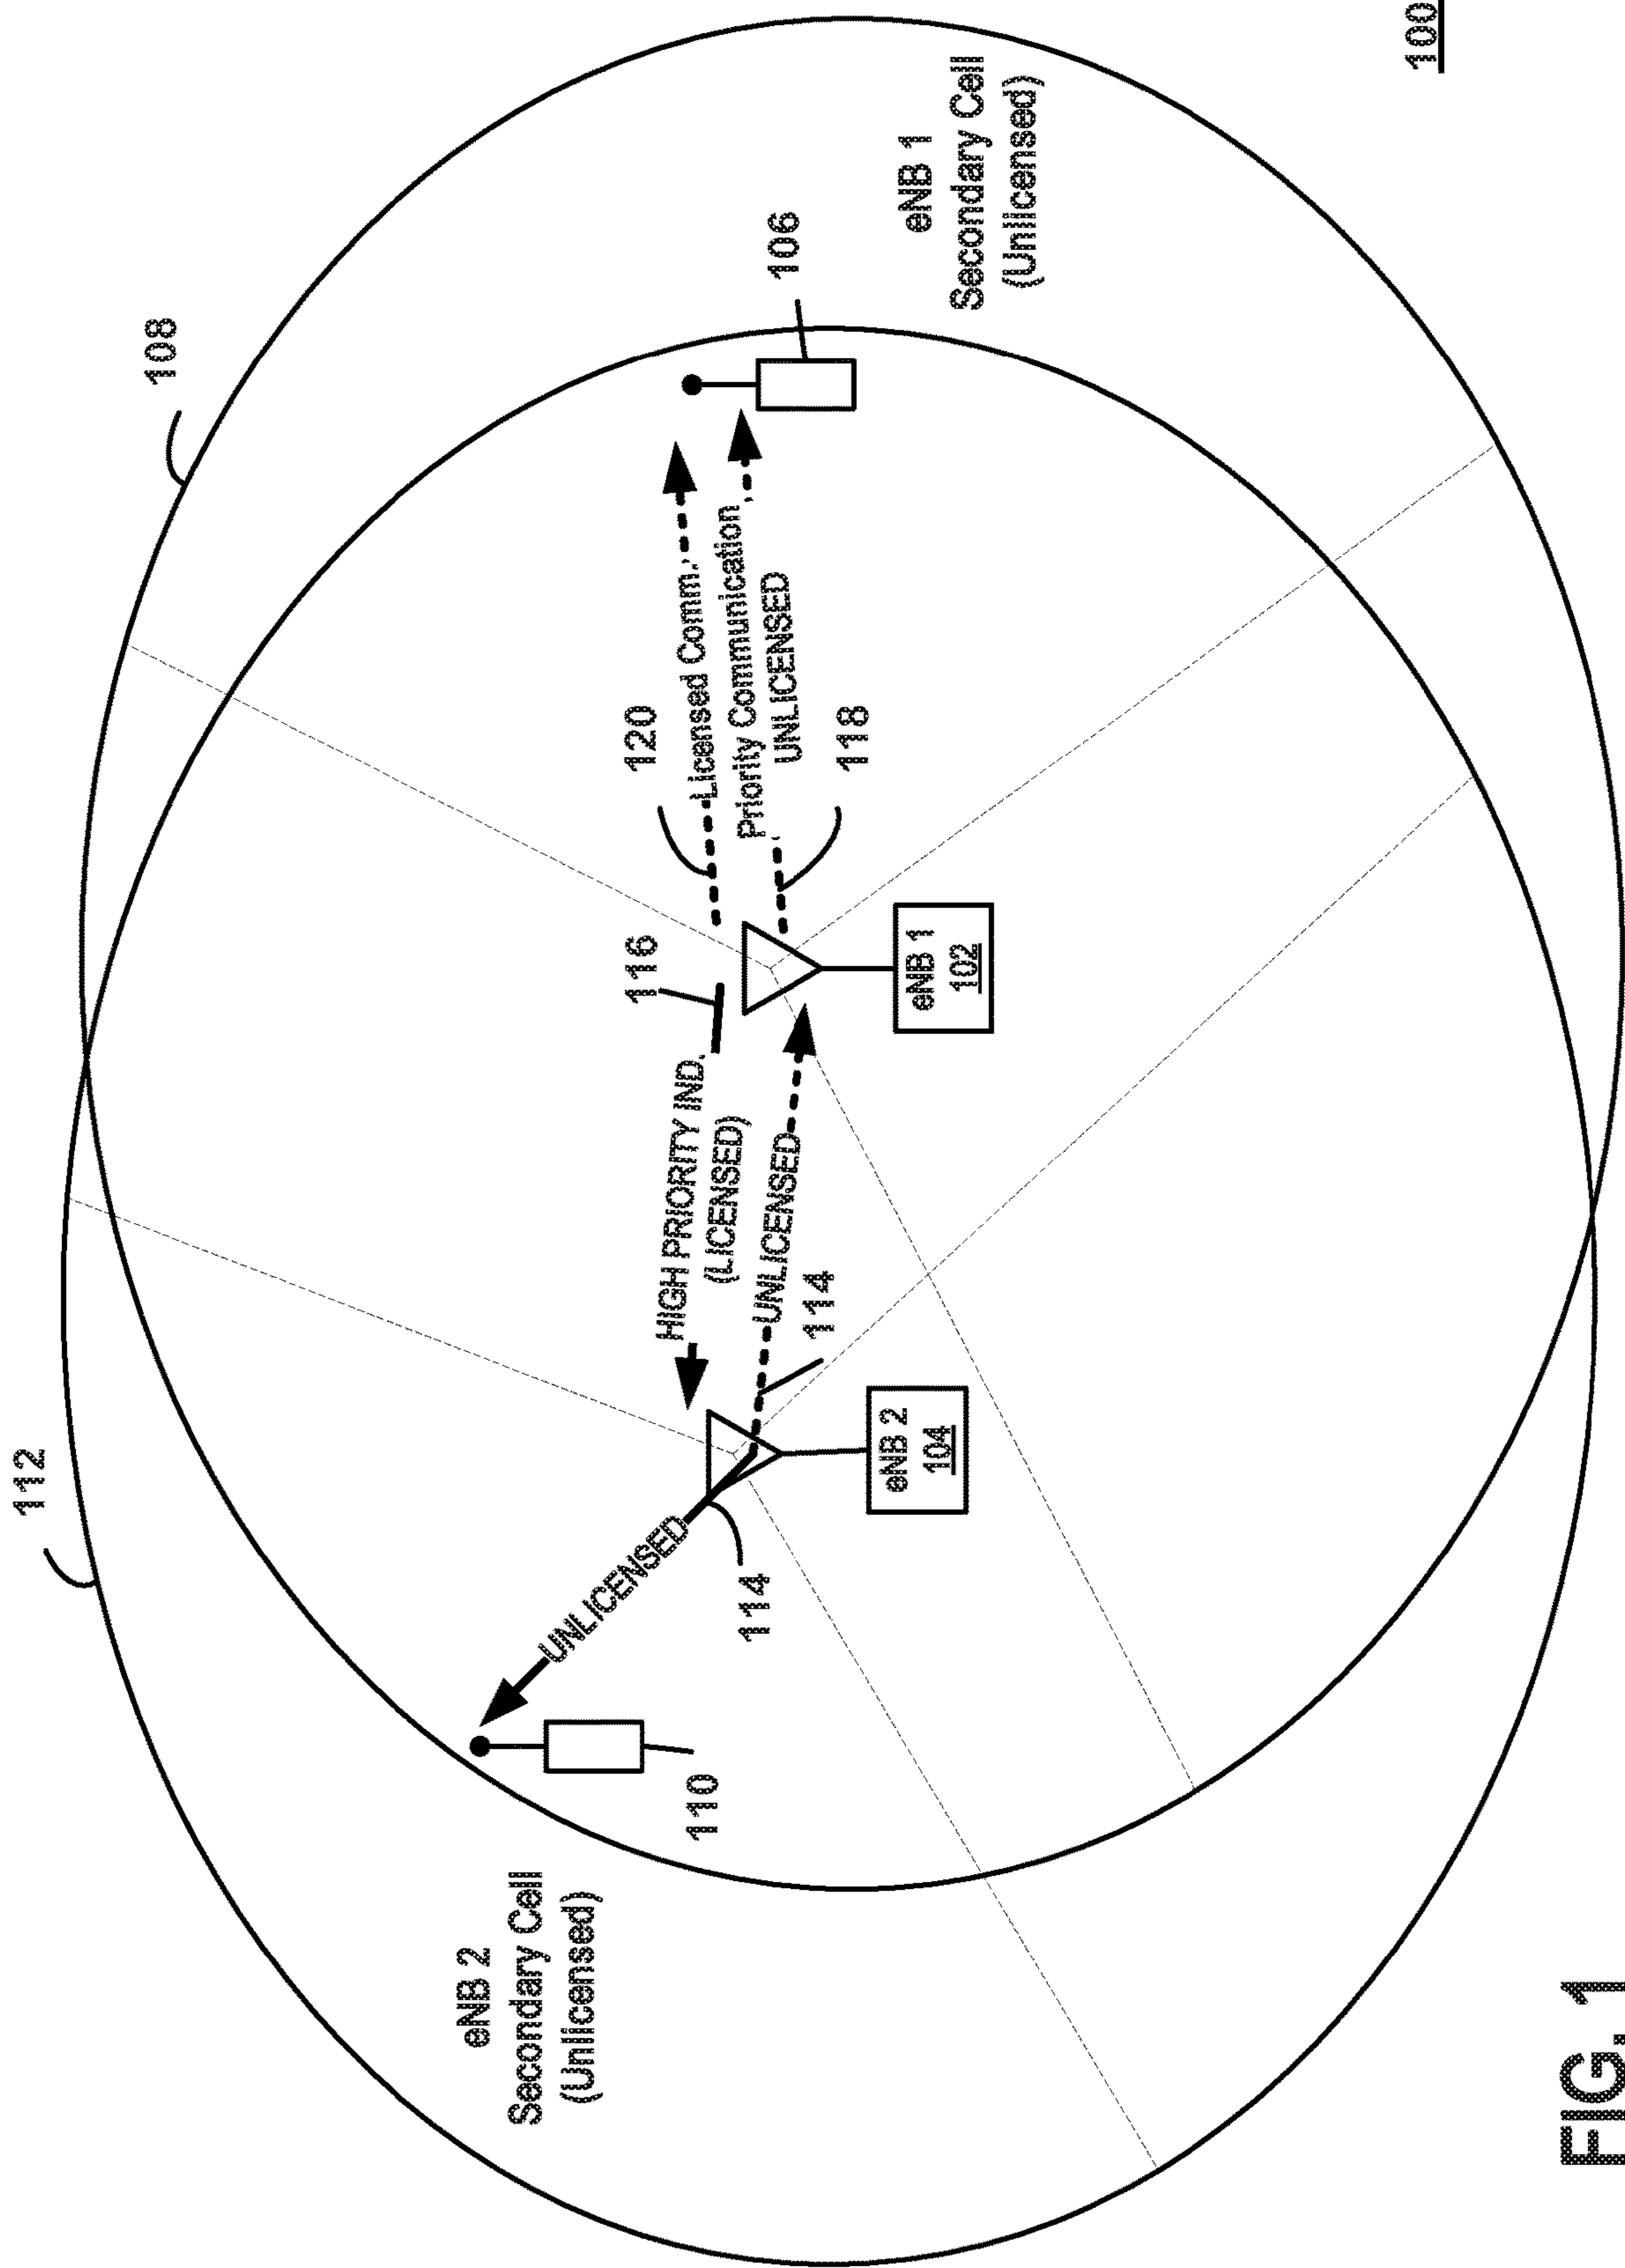 112
108
eNB 2
Secondary Cell
(Unlicensed)
110
UNLICENSED
114
HIGH PRIORITY IND.
(LICENSED)
UNLICENSED
114
116
120
Licensed Comm.
Priority Communication
UNLICENSED
118
106
eNB 1
Secondary Cell
(Unlicensed)
eNB 2
104
eNB 1
102
100
FIG. 1